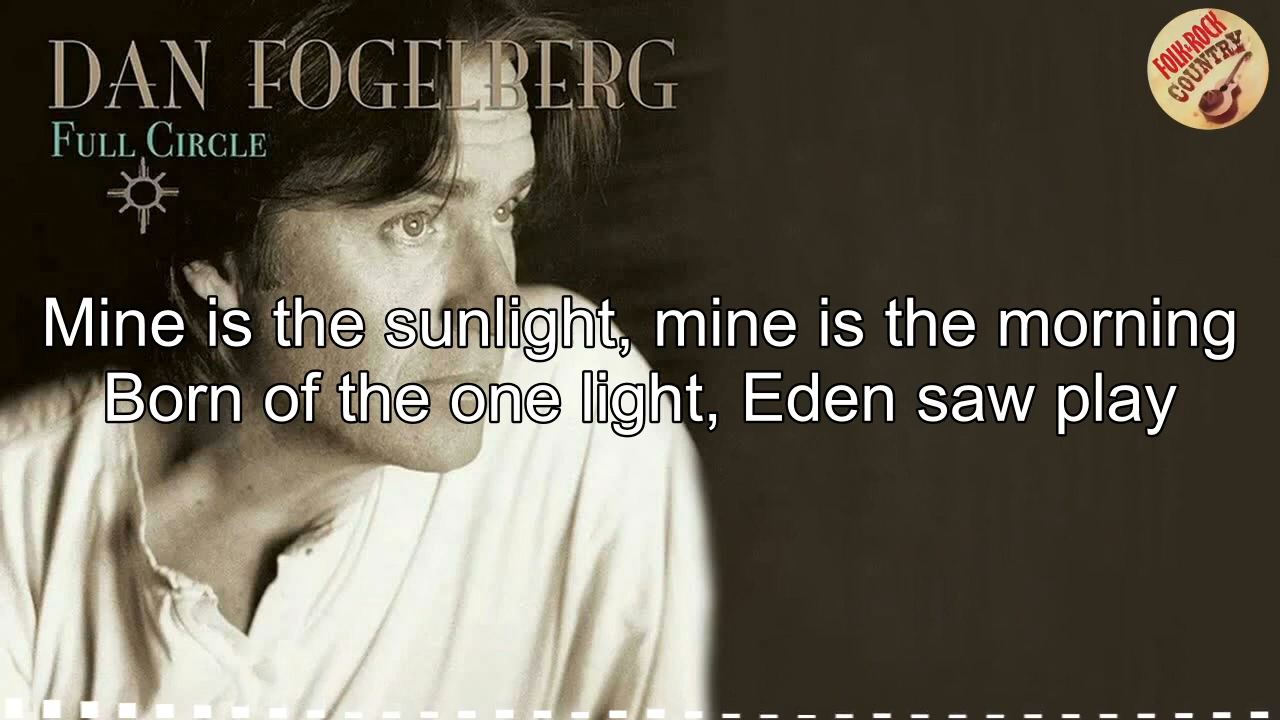 DAN FOGELBERG
FULL CIRCLE
FOLK & ROCK
COUNTRY
Mine is the sunlight, mine is the morning
Born of the one light, Eden saw play